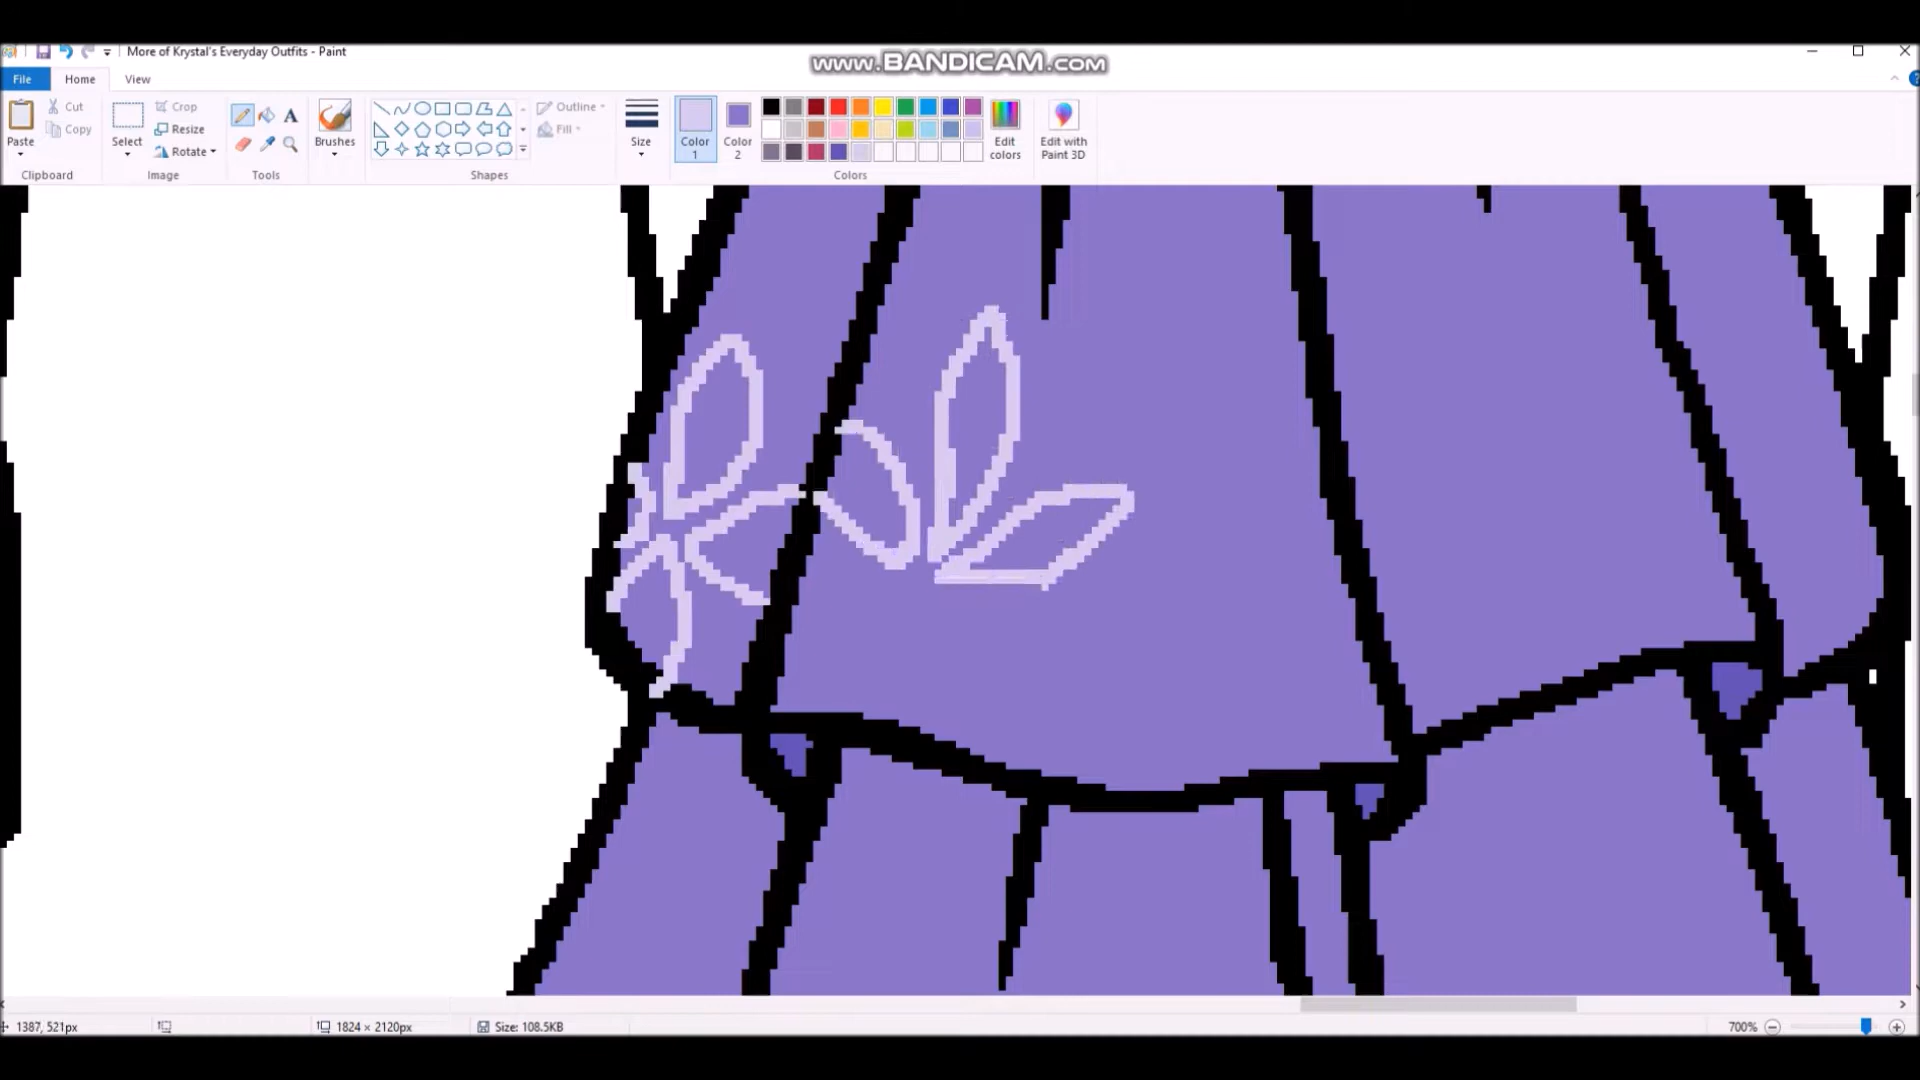 More of Krystal's Everyday Outfits - Paint
www.BANDICAM.com
File Home View
Paste
Cut
Copy
Clipboard
Select
Crop
Resize
Rotate
Image
A
Tools
Brushes
Outline
Fill
Shapes
Size
Color 1
Color 2
Edit colors
Colors
Edit with Paint 3D
1387, 521px
1824 × 2120px
Size: 108.5KB
700%